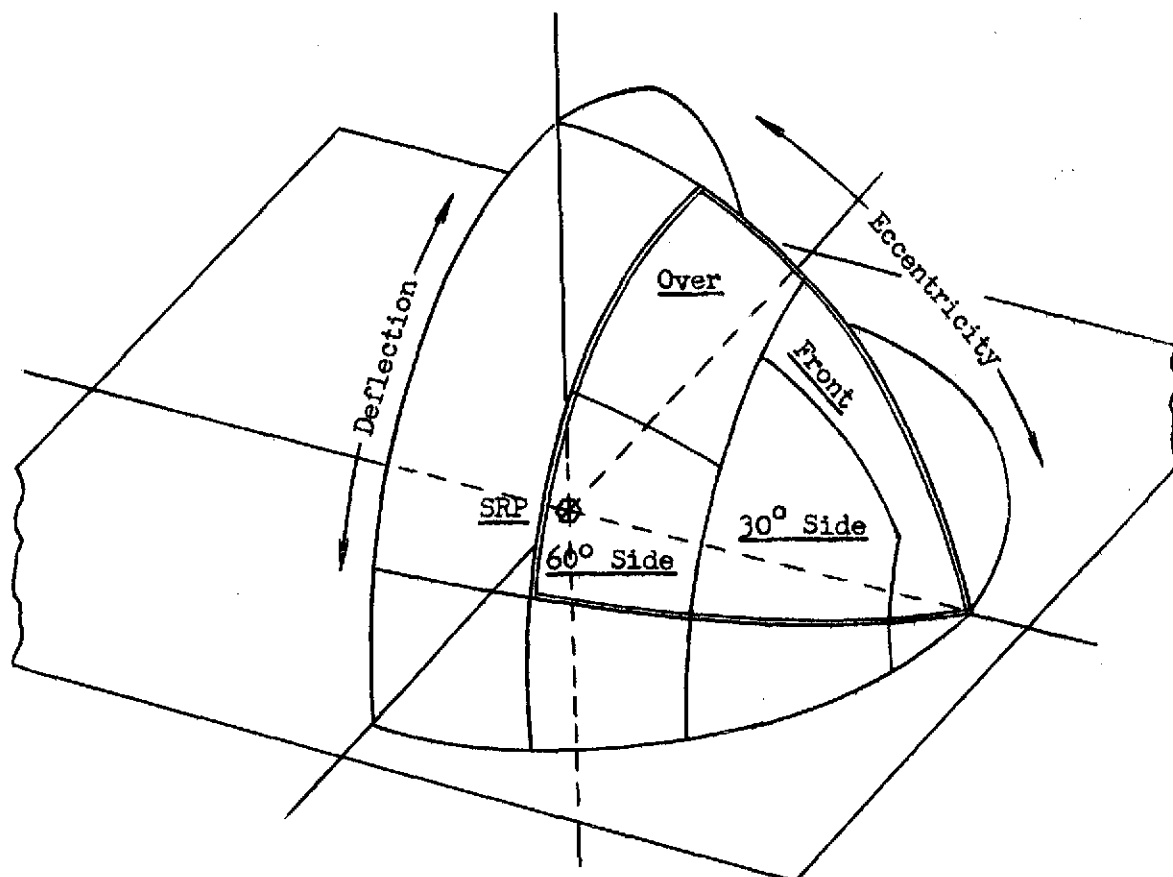 Eccentricity
Deflection
Over
Front
SRP
30° Side
60° Side